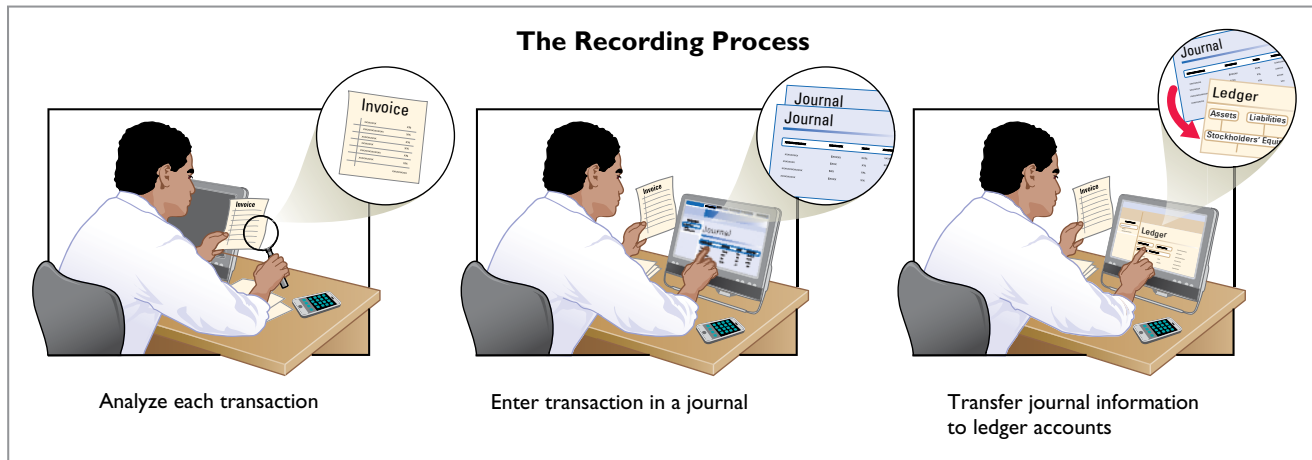 The Recording Process
Invoice
Invoice
Analyze each transaction
Journal
Journal
Invoice
Journal
Enter transaction in a journal
Journal
Ledger
Assets
Liabilities
Stockholders'
Invoice
Ledger
Transfer journal information
to ledger accounts